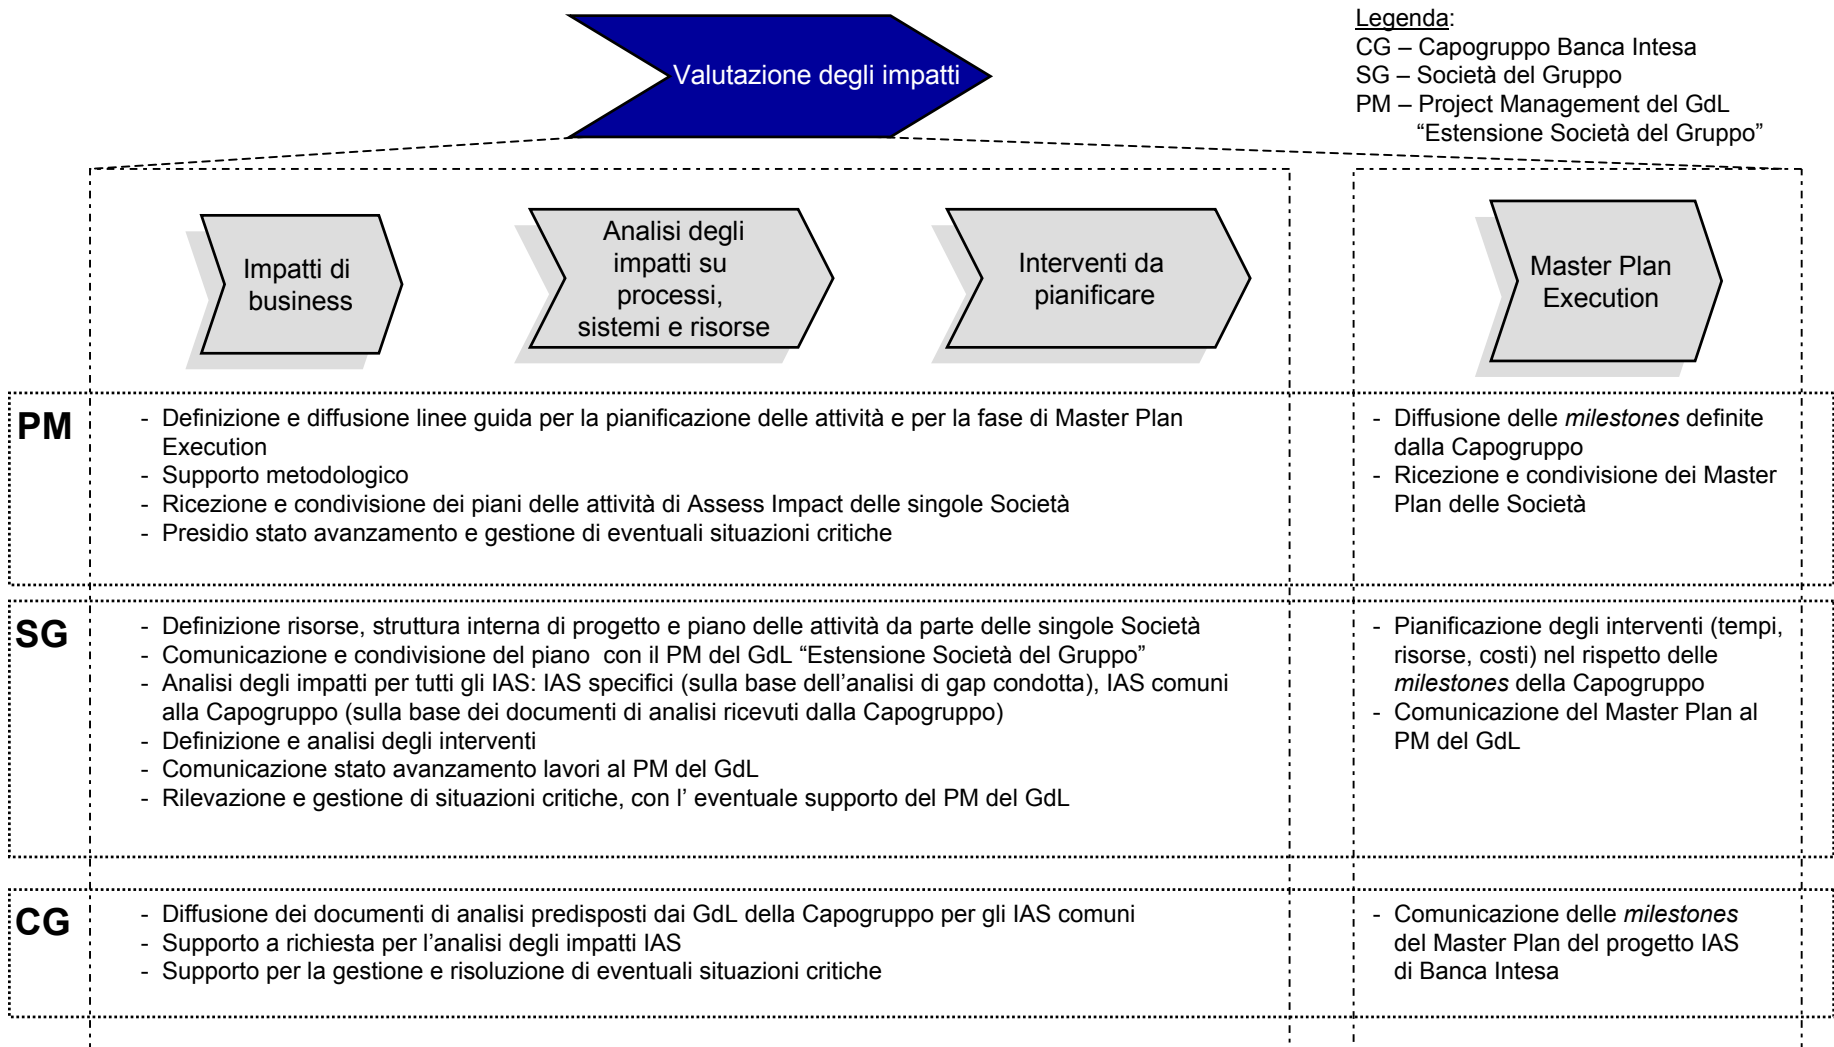 Valutazione degli impatti
Legenda:
CG – Capogruppo Banca Intesa
SG – Società del Gruppo
PM – Project Management del GdL
“Estensione Società del Gruppo”
Impatti di
business
Analisi degli
impatti su
processi,
sistemi e risorse
Interventi da
pianificare
Master Plan
Execution
PM
- Definizione e diffusione linee guida per la pianificazione delle attività e per la fase di Master Plan
Execution
- Supporto metodologico
- Ricezione e condivisione dei piani delle attività di Assess Impact delle singole Società
- Presidio stato avanzamento e gestione di eventuali situazioni critiche
- Diffusione delle milestones definite
dalla Capogruppo
- Ricezione e condivisione dei Master
Plan delle Società
SG
- Definizione risorse, struttura interna di progetto e piano delle attività da parte delle singole Società
- Comunicazione e condivisione del piano con il PM del GdL “Estensione Società del Gruppo”
- Analisi degli impatti per tutti gli IAS: IAS specifici (sulla base dell’analisi di gap condotta), IAS comuni
alla Capogruppo (sulla base dei documenti di analisi ricevuti dalla Capogruppo)
- Definizione e analisi degli interventi
- Comunicazione stato avanzamento lavori al PM del GdL
- Rilevazione e gestione di situazioni critiche, con l’ eventuale supporto del PM del GdL
- Pianificazione degli interventi (tempi,
risorse, costi) nel rispetto delle
milestones della Capogruppo
- Comunicazione del Master Plan al
PM del GdL
CG
- Diffusione dei documenti di analisi predisposti dai GdL della Capogruppo per gli IAS comuni
- Supporto a richiesta per l’analisi degli impatti IAS
- Supporto per la gestione e risoluzione di eventuali situazioni critiche
- Comunicazione delle milestones
del Master Plan del progetto IAS
di Banca Intesa